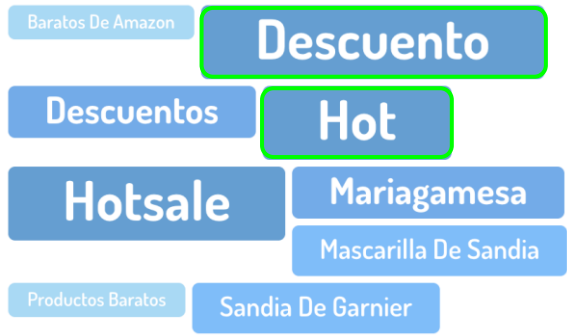 Baratos De Amazon
Descuento
Descuentos
Hot
Hotsale
Mariagamesa
Mascarilla De Sandia
Productos Baratos
Sandia De Garnier